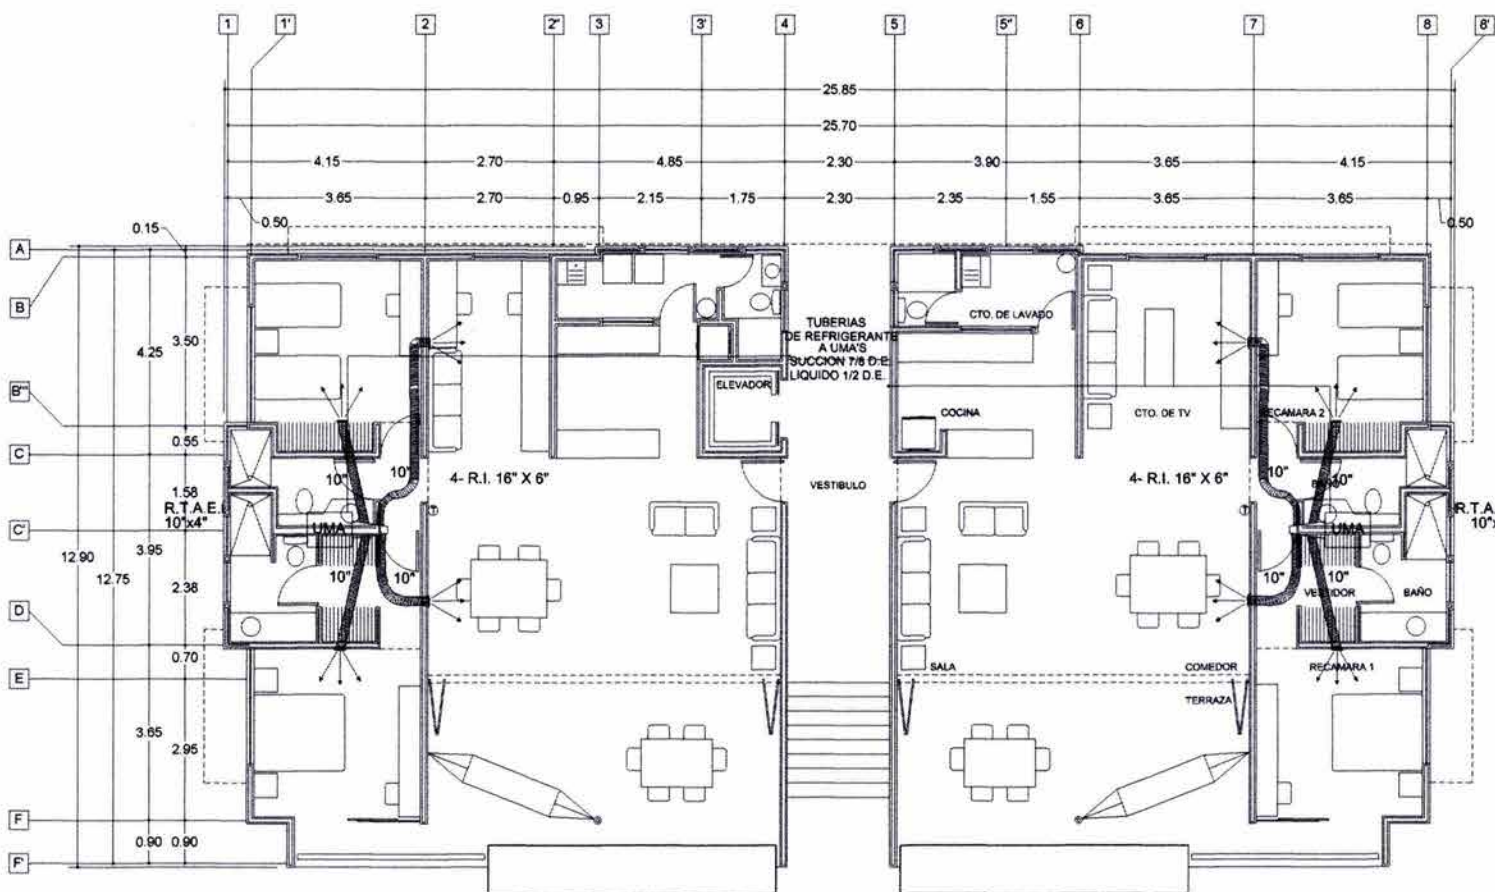 1 1' 2 2" 3 3' 4 5 5" 6 7 8 8'
25.85
25.70
4.15 2.70 4.85 2.30 3.90 3.65 4.15
3.65 2.70 0.95 2.15 1.75 2.30 2.35 1.55 3.65 3.65
0.50 0.50
0.15
A
B
B"'
C
C'
D
E
F
F'
12.90
12.75
4.25
3.95
3.65
0.90
3.50
0.55
1.58
2.38
0.70
2.95
0.90
TUBERIAS
DE REFRIGERANTE
A UMA'S
SUCCION 7/8 D.E.
LIQUIDO 1/2 D.E.
CTO. DE LAVADO
ELEVADOR
COCINA
CTO. DE TV
RECAMARA 2
10" 10"
4- R.I. 16" X 6"
VESTIBULO
4- R.I. 16" X 6"
10" 10"
BAÑO
R.T.A.E.
10"x4"
UMA
T
T
UMA
R.T.A.
10"x
10" 10"
10" 10"
VESTIDOR
BAÑO
SALA
COMEDOR
RECAMARA 1
TERRAZA